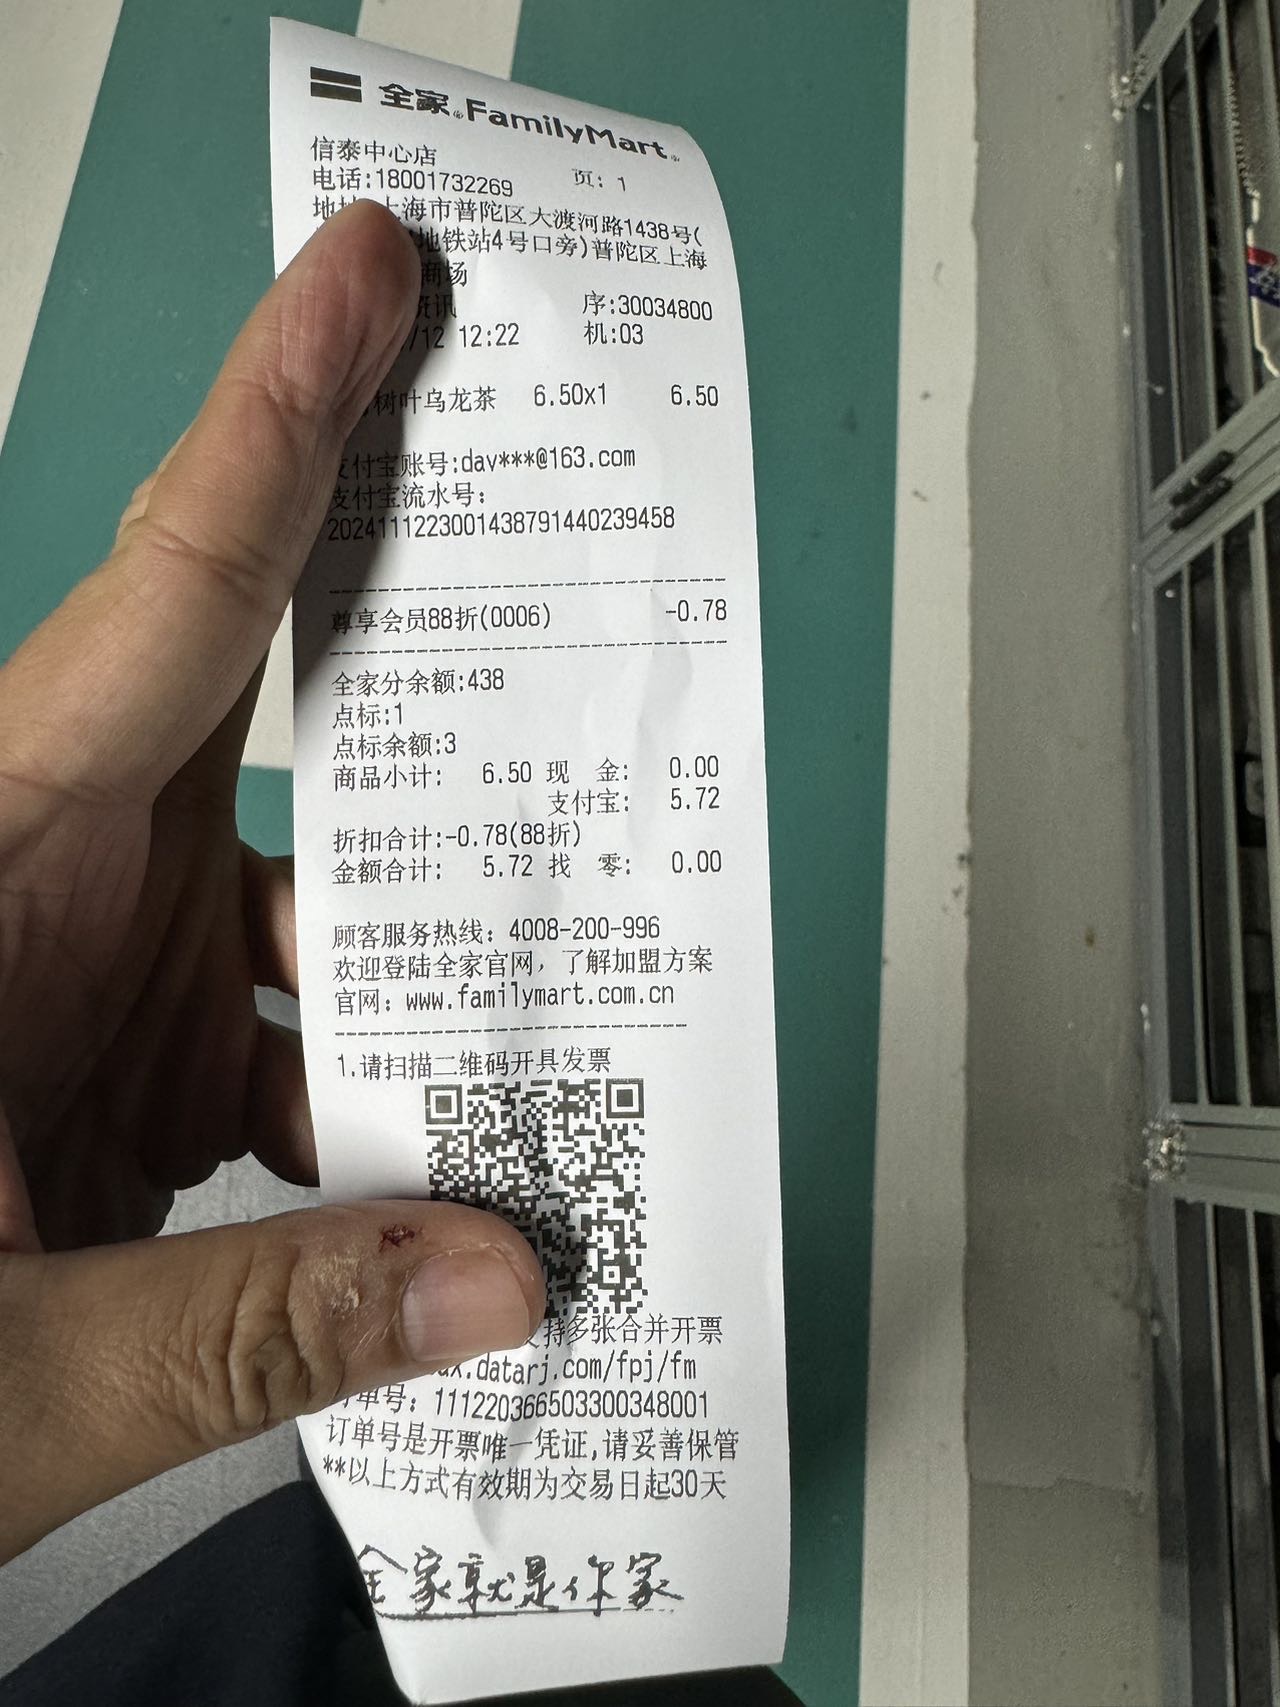 全家 FamilyMart
信泰中心店
电话:18001732269 页: 1
上海市普陀区大渡河路1438号(
地铁站4号口旁)普陀区上海
商场
资讯 序:30034800
/12 12:22 机:03
树叶乌龙茶 6.50x1 6.50
支付宝账号:dav***@163.com
支付宝流水号:
2024111223001438791440239458
尊享会员88折(0006) -0.78
全家分余额:438
点标:1
点标余额:3
商品小计: 6.50 现 金: 0.00
支付宝: 5.72
折扣合计:-0.78(88折)
金额合计: 5.72 找 零: 0.00
顾客服务热线: 4008-200-996
欢迎登陆全家官网, 了解加盟方案
官网: www.familymart.com.cn
1.请扫描二维码开具发票
支持多张合并开票
x.datarj.com/fpj/fm
订单号: 111220366503300348001
订单号是开票唯一凭证,请妥善保管
**以上方式有效期为交易日起30天
全家就是你家